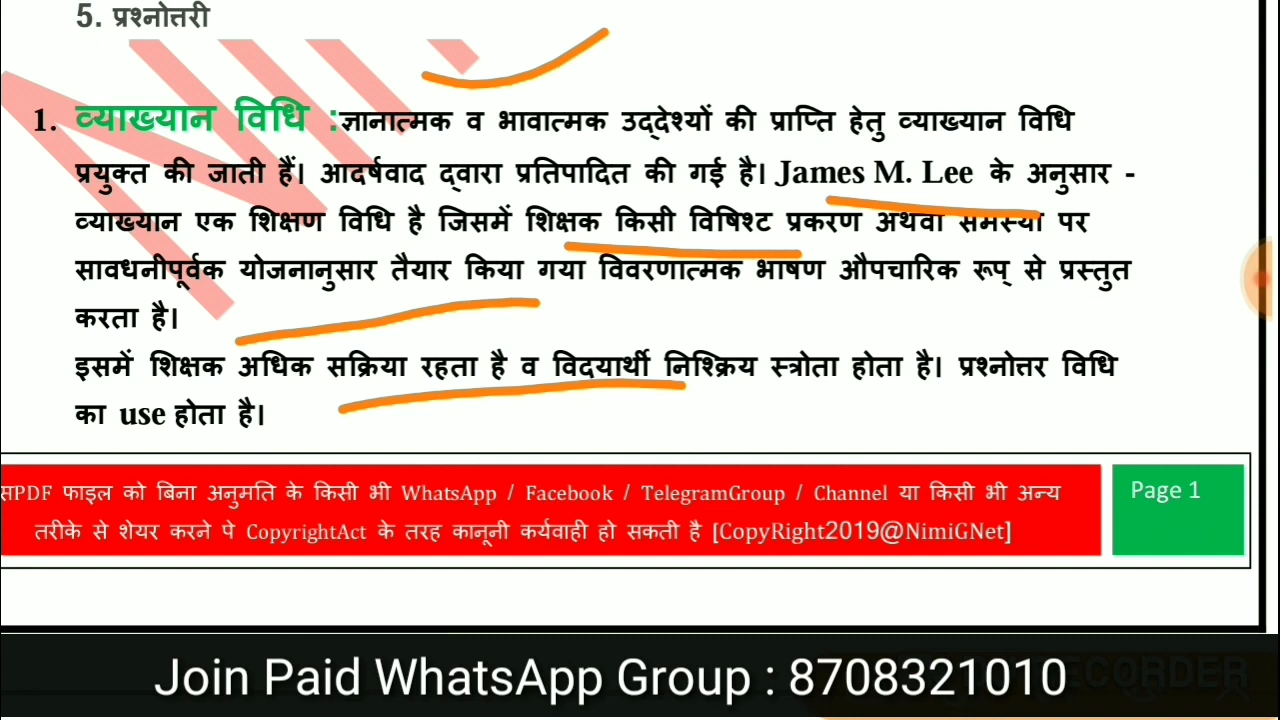 5. प्रश्नोत्तरी
1. व्याख्यान विधि :ज्ञानात्मक व भावात्मक उद्देश्यों की प्राप्ति हेतु व्याख्यान विधि
प्रयुक्त की जाती हैं। आदर्षवाद द्वारा प्रतिपादित की गई है। James M. Lee के अनुसार -
व्याख्यान एक शिक्षण विधि है जिसमें शिक्षक किसी विषिश्ट प्रकरण अथवा समस्या पर
सावधनीपूर्वक योजनानुसार तैयार किया गया विवरणात्मक भाषण औपचारिक रूप् से प्रस्तुत
करता है।
इसमें शिक्षक अधिक सक्रिया रहता है व विदयार्थी निश्क्रिय स्त्रोता होता है। प्रश्नोत्तर विधि
का use होता है।
सPDF फाइल को बिना अनुमति के किसी भी WhatsApp / Facebook / TelegramGroup / Channel या किसी भी अन्य
तरीके से शेयर करने पे CopyrightAct के तरह कानूनी कर्यवाही हो सकती है [CopyRight2019@NimiGNet]
Page 1
Join Paid WhatsApp Group : 8708321010